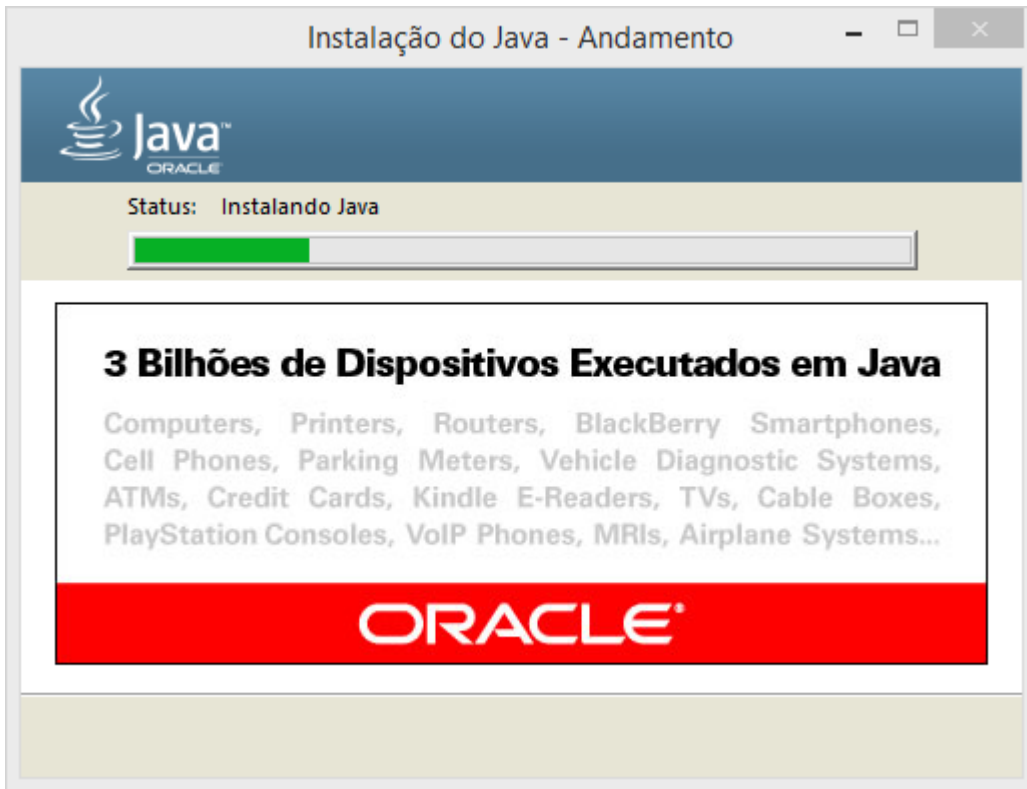 Instalação do Java - Andamento
Java™
ORACLE
Status: Instalando Java
3 Bilhões de Dispositivos Executados em Java
Computers, Printers, Routers, BlackBerry Smartphones,
Cell Phones, Parking Meters, Vehicle Diagnostic Systems,
ATMs, Credit Cards, Kindle E-Readers, TVs, Cable Boxes,
PlayStation Consoles, VoIP Phones, MRIs, Airplane Systems...
ORACLE®